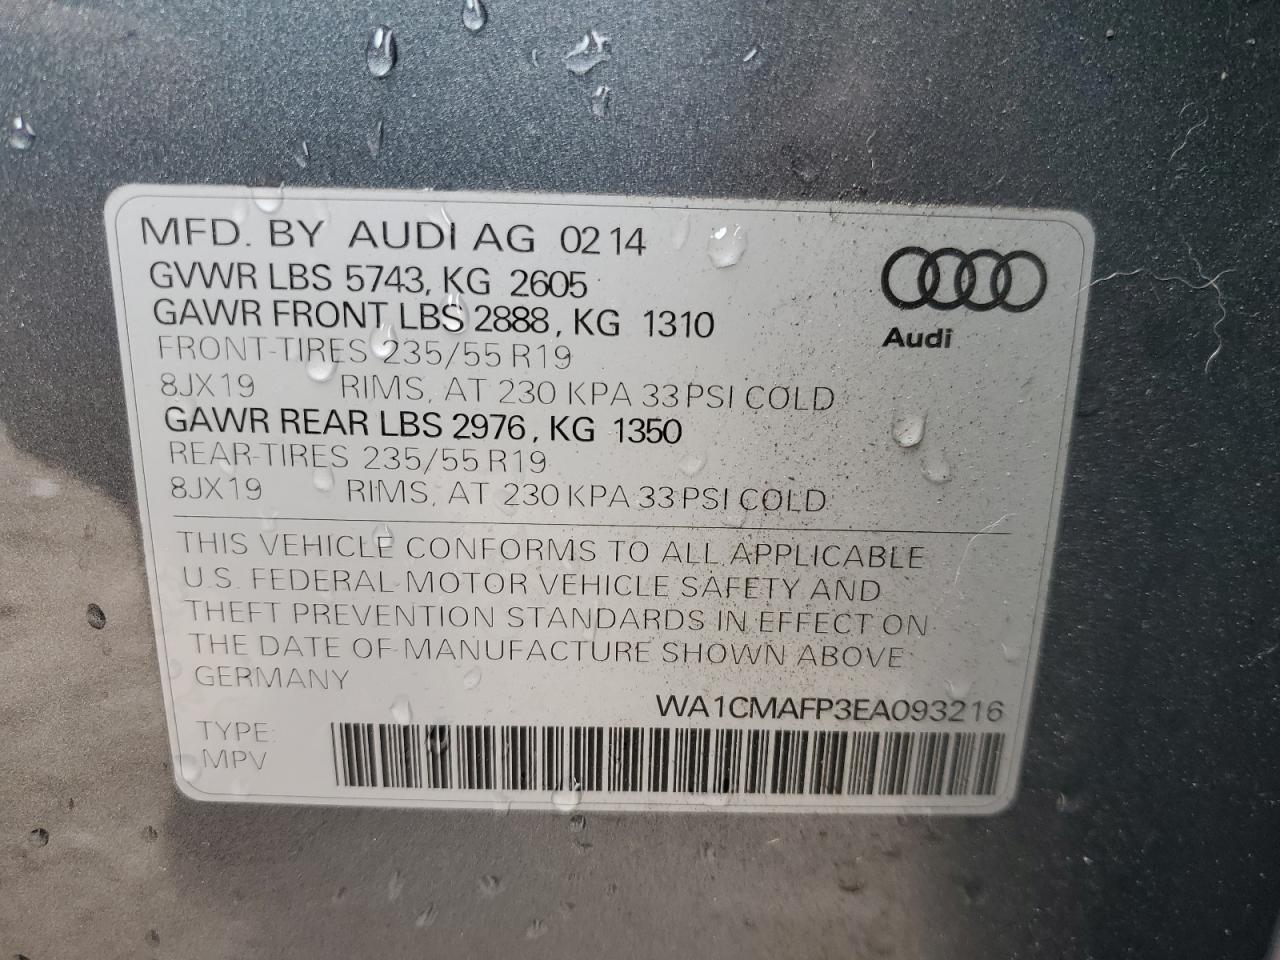 MFD. BY AUDI AG 02 14
GVWR LBS 5743, KG 2605
GAWR FRONT LBS 2888, KG 1310
FRONT-TIRES 235/55 R19
8JX19 RIMS, AT 230 KPA 33 PSI COLD
GAWR REAR LBS 2976, KG 1350
REAR-TIRES 235/55 R19
8JX19 RIMS, AT 230 KPA 33 PSI COLD
Audi
THIS VEHICLE CONFORMS TO ALL APPLICABLE
U.S. FEDERAL MOTOR VEHICLE SAFETY AND
THEFT PREVENTION STANDARDS IN EFFECT ON
THE DATE OF MANUFACTURE SHOWN ABOVE
GERMANY
WA1CMAFP3EA093216
TYPE:
MPV